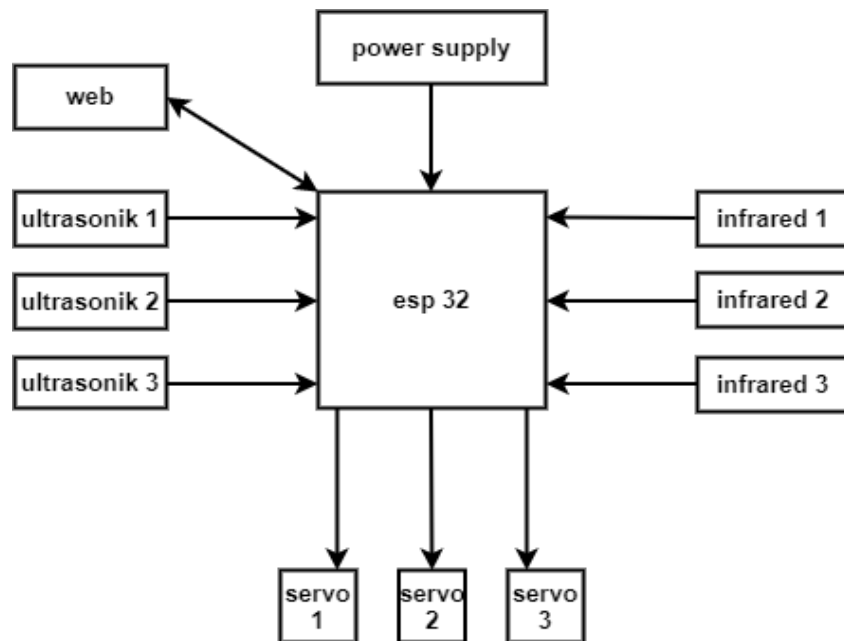 power supply
web
ultrasonik 1
ultrasonik 2
ultrasonik 3
esp 32
infrared 1
infrared 2
infrared 3
servo
1
servo
2
servo
3